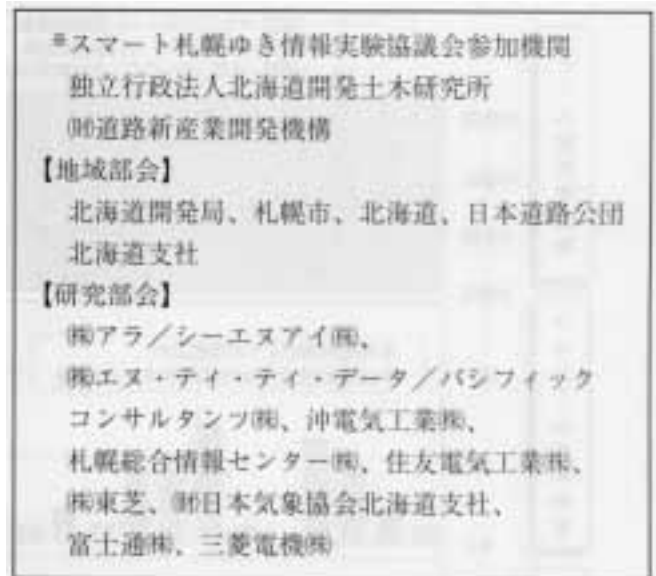 ※スマート札幌ゆき情報実験協議会参加機関
独立行政法人北海道開発土木研究所
㈶道路新産業開発機構
【地域部会】
北海道開発局、札幌市、北海道、日本道路公団
北海道支社
【研究部会】
㈱アラ／シーエヌアイ㈱、
㈱エヌ・ティ・ティ・データ／パシフィック
コンサルタンツ㈱、沖電気工業㈱、
札幌総合情報センター㈱、住友電気工業㈱、
㈱東芝、㈶日本気象協会北海道支社、
富士通㈱、三菱電機㈱